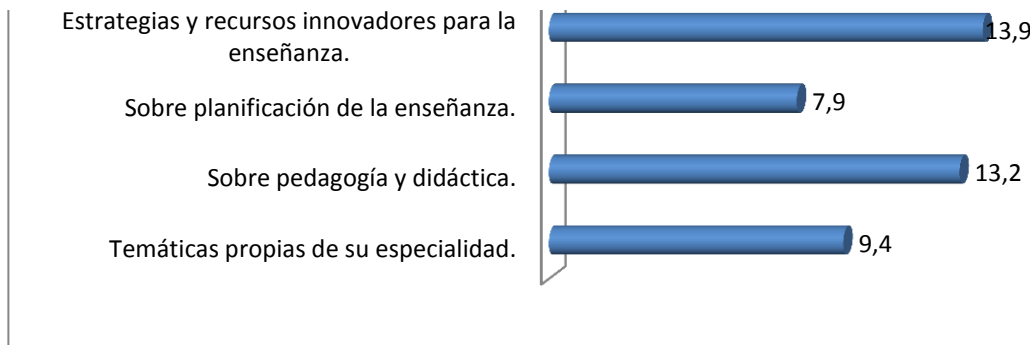 Estrategias y recursos innovadores para la
enseñanza.
13,9
Sobre planificación de la enseñanza.
7,9
Sobre pedagogía y didáctica.
13,2
Temáticas propias de su especialidad.
9,4